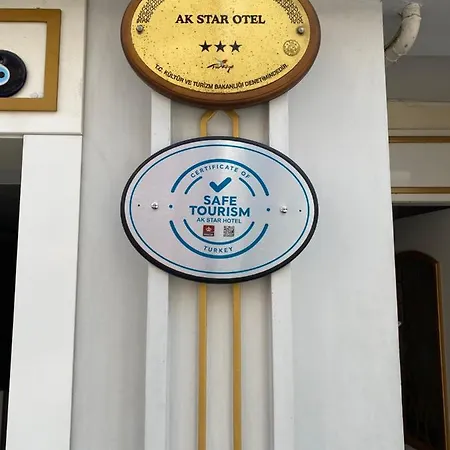 AK STAR OTEL
Türkiye
T.C. KÜLTÜR VE TURİZM BAKANLIĞI DENETİMİNDEDİR.
CERTIFICATE OF
SAFE
TOURISM
AK STAR HOTEL
TURKEY